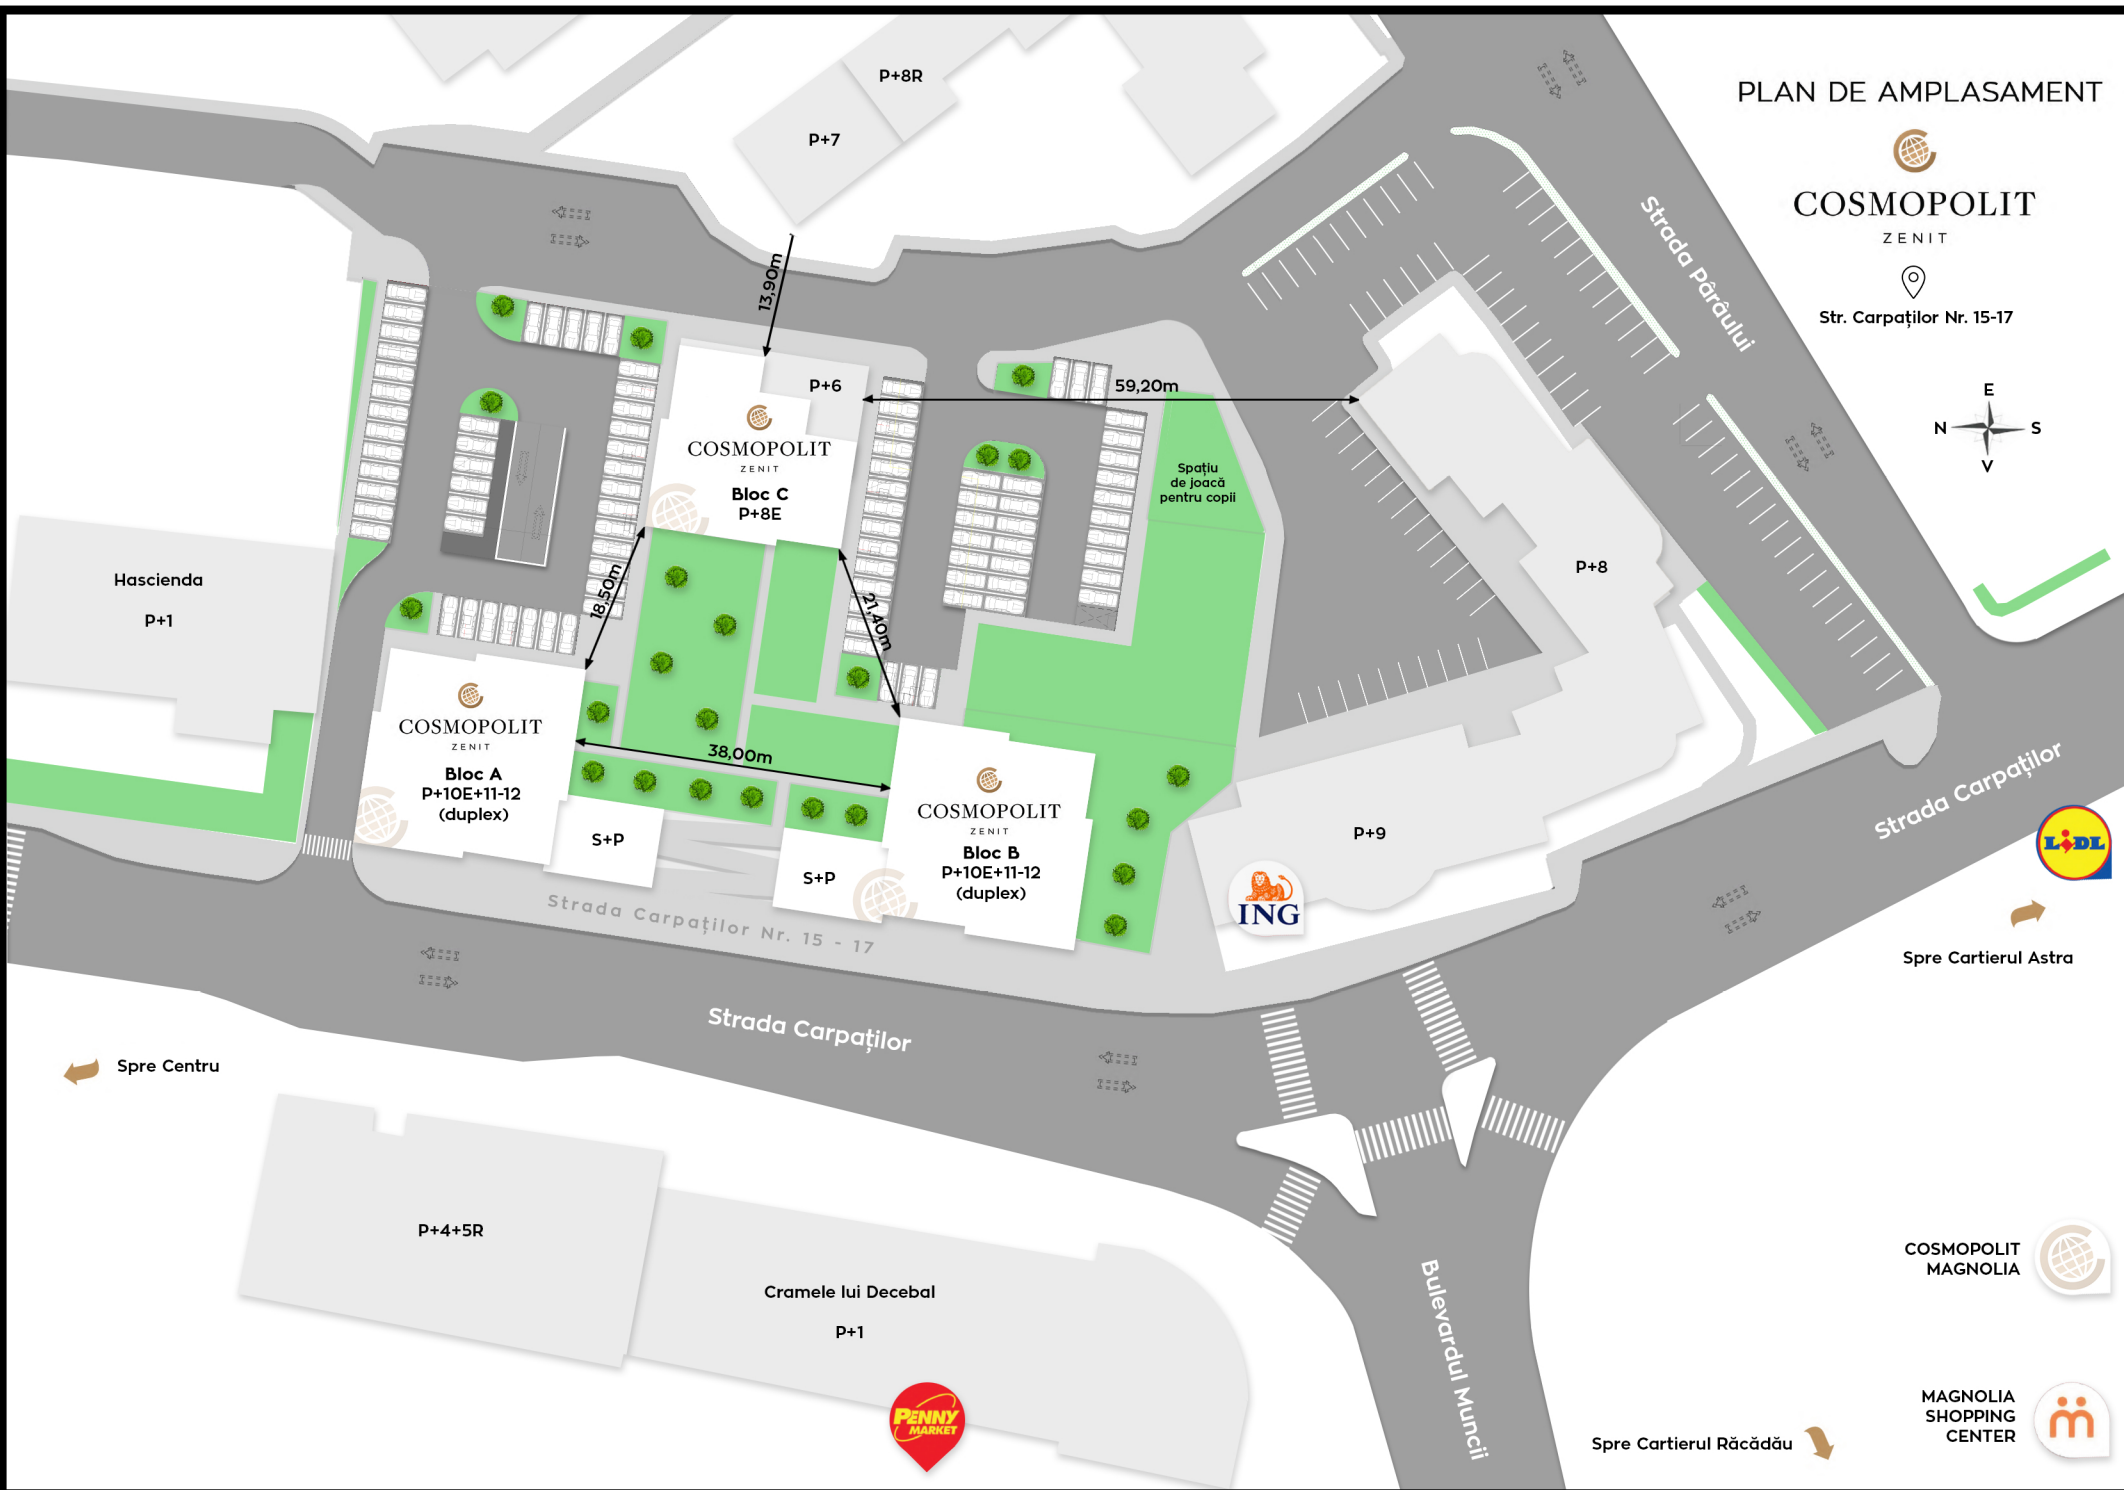 PLAN DE AMPLASAMENT
COSMOPOLIT
ZENIT
Str. Carpaților Nr. 15-17
E
N
S
V
P+8R
P+7
13,90m
Strada Pârâului
P+6
59,20m
COSMOPOLIT
ZENIT
Bloc C
P+8E
Spațiu
de joacă
pentru copii
Hascienda
P+1
18,50m
21,40m
P+8
COSMOPOLIT
ZENIT
Bloc A
P+10E+11-12
(duplex)
38,00m
COSMOPOLIT
ZENIT
Bloc B
P+10E+11-12
(duplex)
S+P
S+P
P+9
ING
Strada Carpaților
LIDL
Spre Cartierul Astra
Strada Carpaților Nr. 15 - 17
Strada Carpaților
Spre Centru
P+4+5R
Cramele lui Decebal
P+1
PENNY
MARKET
Bulevardul Muncii
COSMOPOLIT
MAGNOLIA
MAGNOLIA
SHOPPING
CENTER
m
Spre Cartierul Răcădău